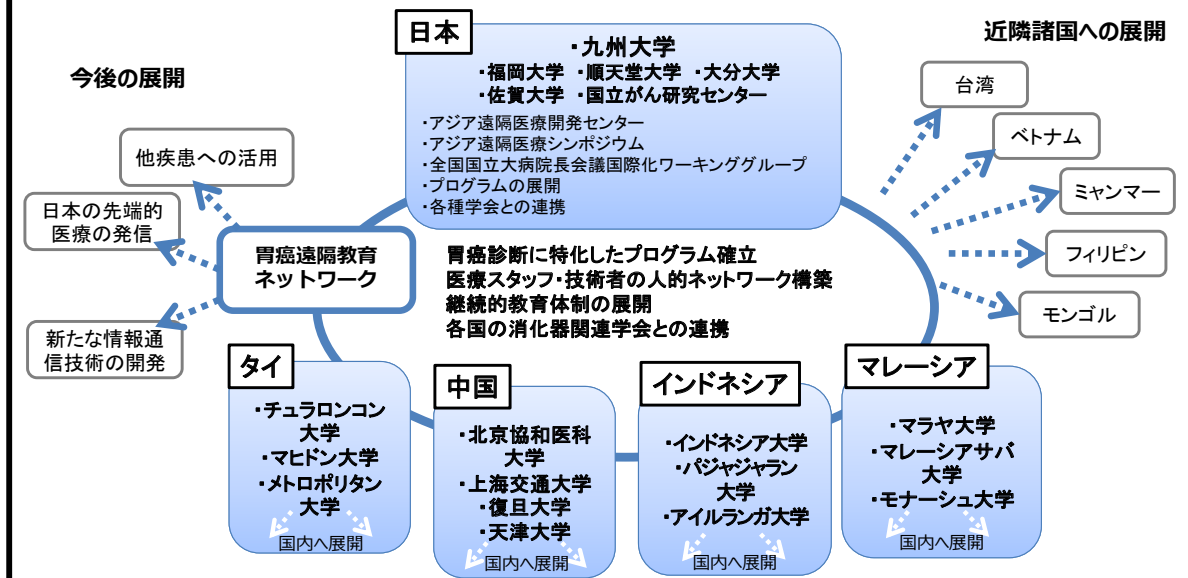 日本
・九州大学
・福岡大学 ・順天堂大学 ・大分大学
・佐賀大学 ・国立がん研究センター
・アジア遠隔医療開発センター
・アジア遠隔医療シンポジウム
・全国国立大病院長会議国際化ワーキンググループ
・プログラムの展開
・各種学会との連携
今後の展開
他疾患への活用
日本の先端的
医療の発信
新たな情報通
信技術の開発
胃癌遠隔教育
ネットワーク
胃癌診断に特化したプログラム確立
医療スタッフ・技術者の人的ネットワーク構築
継続的教育体制の展開
各国の消化器関連学会との連携
近隣諸国への展開
台湾
ベトナム
ミャンマー
フィリピン
モンゴル
タイ
・チュラロンコン
大学
・マヒドン大学
・メトロポリタン
大学
国内へ展開
中国
・北京協和医科
大学
・上海交通大学
・復旦大学
・天津大学
国内へ展開
インドネシア
・インドネシア大学
・パジャジャラン
大学
・アイルランガ大学
国内へ展開
マレーシア
・マラヤ大学
・マレーシアサバ
大学
・モナーシュ大学
国内へ展開